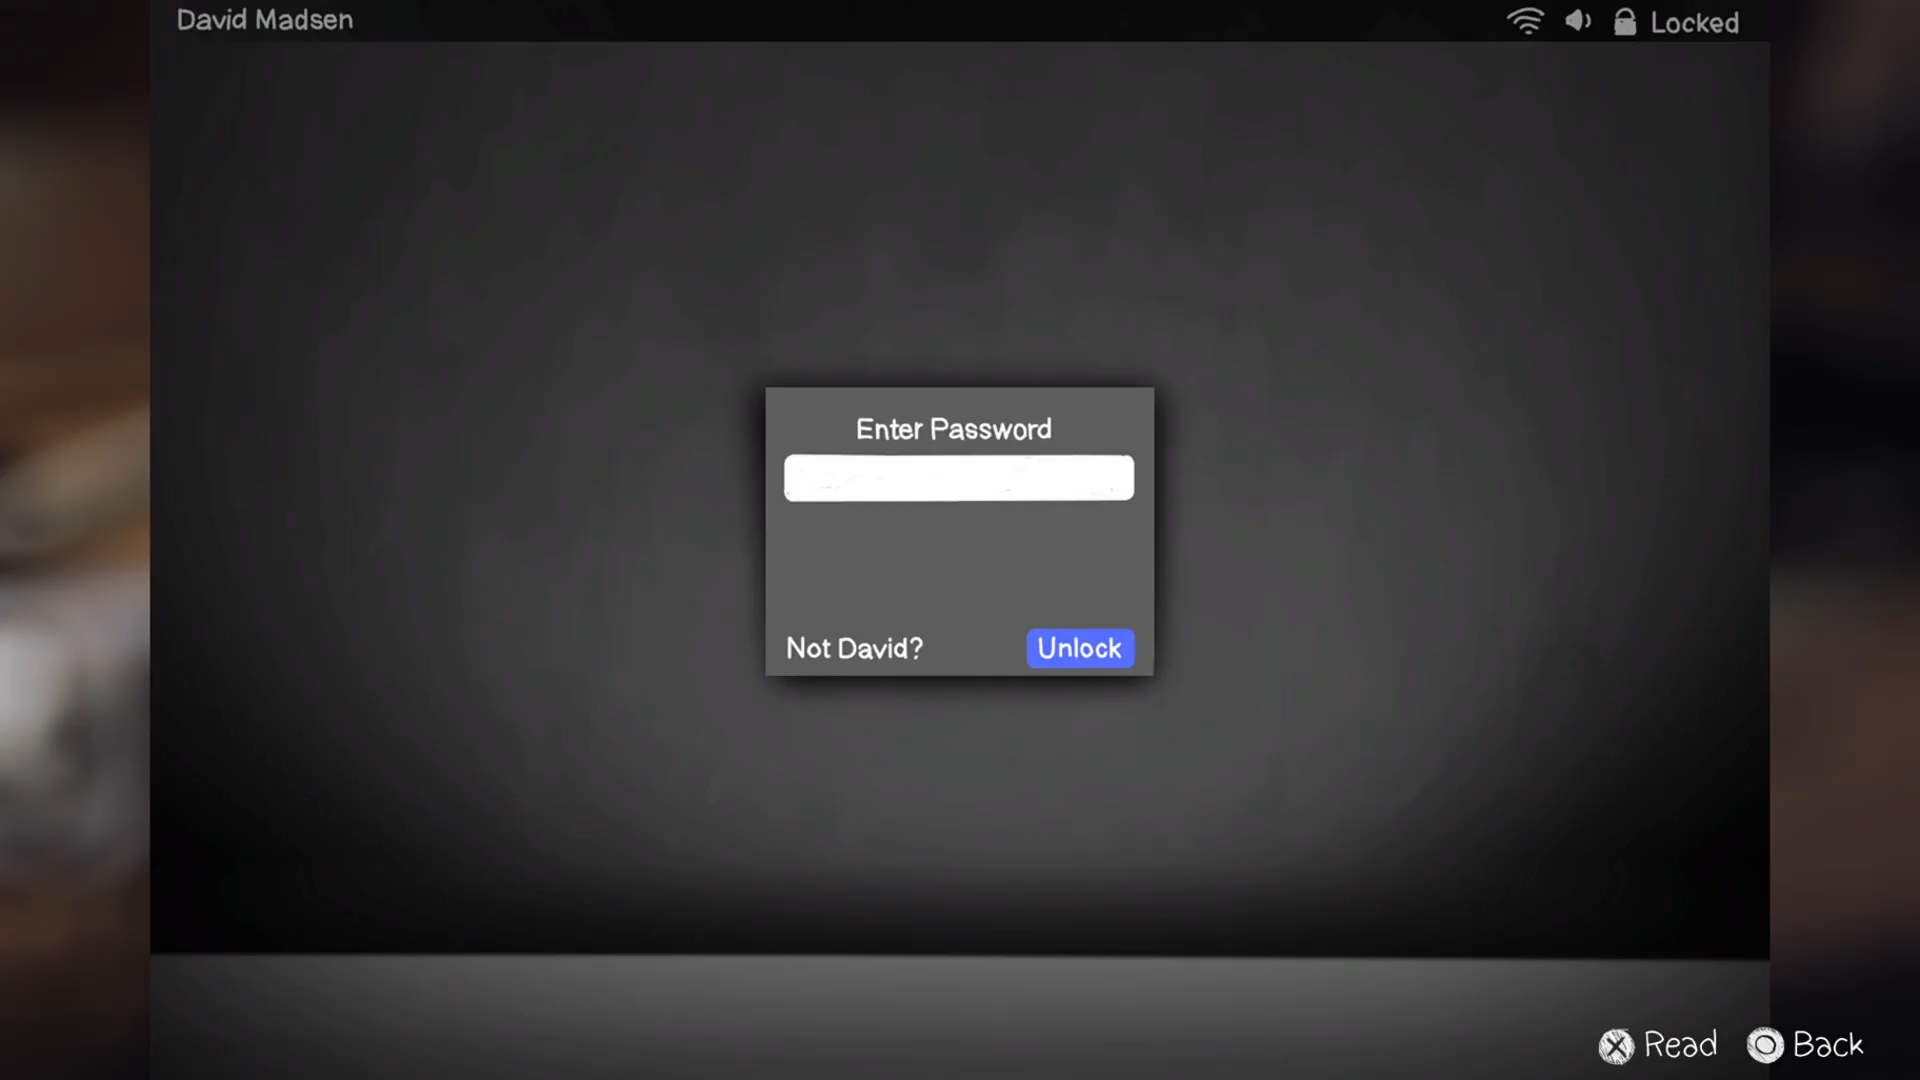 David Madsen
Locked
Enter Password
Not David?
Unlock
Read
Back